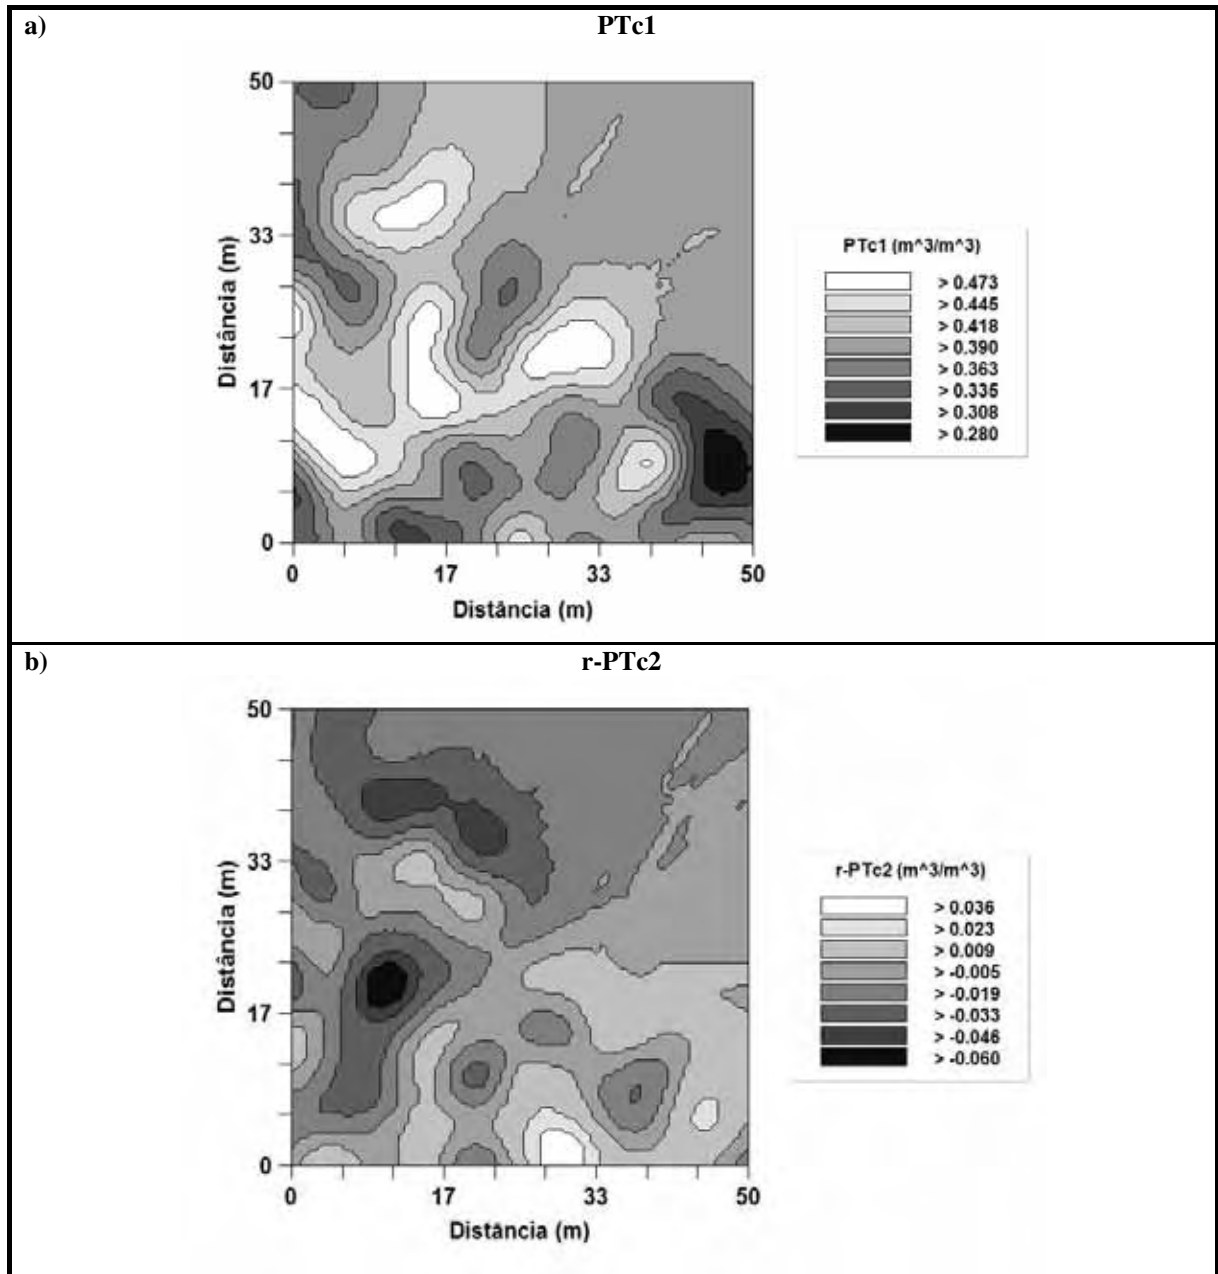 a)
PTc1
50
33
17
0
Distância (m)
0 17 33 50
Distância (m)
PTc1 (m^3/m^3)
> 0.473
> 0.445
> 0.418
> 0.390
> 0.363
> 0.335
> 0.308
> 0.280
b)
r-PTc2
50
33
17
0
Distância (m)
0 17 33 50
Distância (m)
r-PTc2 (m^3/m^3)
> 0.036
> 0.023
> 0.009
> -0.005
> -0.019
> -0.033
> -0.046
> -0.060